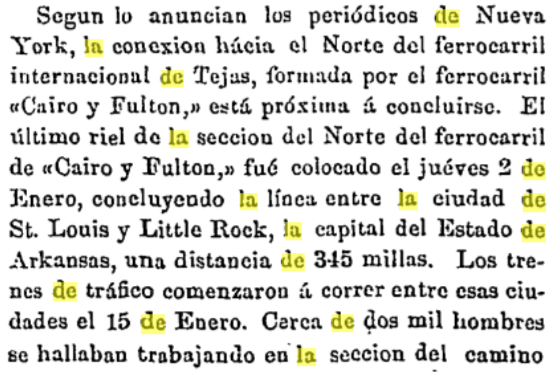 Segun lo anuncian los periódicos de Nueva
York, la conexion hácia el Norte del ferrocarril
internacional de Tejas, formada por el ferrocarril
«Cairo y Fulton,» está próxima á concluirse. El
último riel de la seccion del Norte del ferrocarril
de «Cairo y Fulton,» fué colocado el juéves 2 de
Enero, concluyendo la línea entre la ciudad de
St. Louis y Little Rock, la capital del Estado de
Arkansas, una distancia de 345 millas. Los tre-
nes de tráfico comenzaron á correr entre esas ciu-
dades el 15 de Enero. Cerca de dos mil hombres
se hallaban trabajando en la seccion del camino